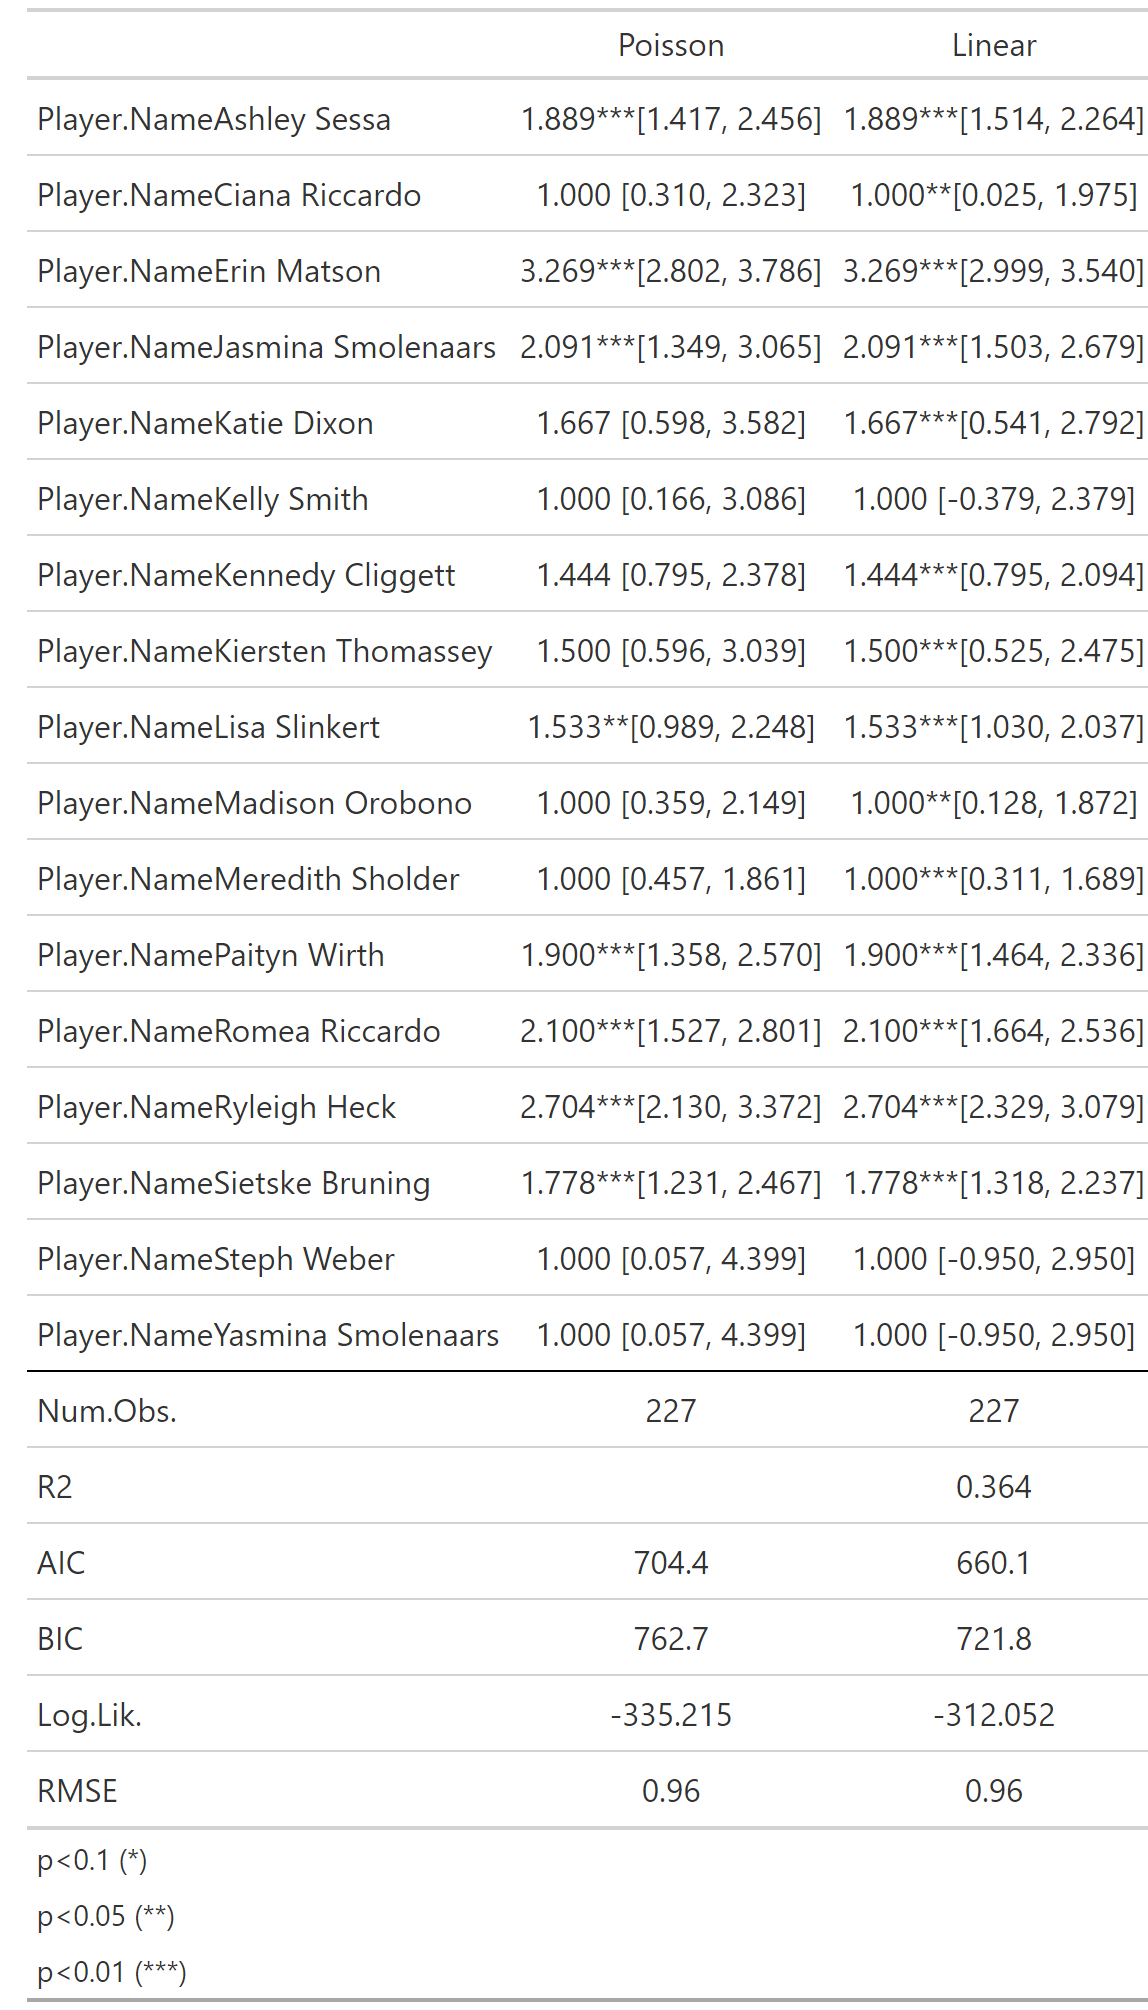 Poisson Linear
Player.NameAshley Sessa 1.889***[1.417, 2.456] 1.889***[1.514, 2.264]
Player.NameCiana Riccardo 1.000 [0.310, 2.323] 1.000**[0.025, 1.975]
Player.NameErin Matson 3.269***[2.802, 3.786] 3.269***[2.999, 3.540]
Player.NameJasmina Smolenaars 2.091***[1.349, 3.065] 2.091***[1.503, 2.679]
Player.NameKatie Dixon 1.667 [0.598, 3.582] 1.667***[0.541, 2.792]
Player.NameKelly Smith 1.000 [0.166, 3.086] 1.000 [-0.379, 2.379]
Player.NameKennedy Cliggett 1.444 [0.795, 2.378] 1.444***[0.795, 2.094]
Player.NameKiersten Thomassey 1.500 [0.596, 3.039] 1.500***[0.525, 2.475]
Player.NameLisa Slinkert 1.533**[0.989, 2.248] 1.533***[1.030, 2.037]
Player.NameMadison Orobono 1.000 [0.359, 2.149] 1.000**[0.128, 1.872]
Player.NameMeredith Sholder 1.000 [0.457, 1.861] 1.000***[0.311, 1.689]
Player.NamePaityn Wirth 1.900***[1.358, 2.570] 1.900***[1.464, 2.336]
Player.NameRomea Riccardo 2.100***[1.527, 2.801] 2.100***[1.664, 2.536]
Player.NameRyleigh Heck 2.704***[2.130, 3.372] 2.704***[2.329, 3.079]
Player.NameSietske Bruning 1.778***[1.231, 2.467] 1.778***[1.318, 2.237]
Player.NameSteph Weber 1.000 [0.057, 4.399] 1.000 [-0.950, 2.950]
Player.NameYasmina Smolenaars 1.000 [0.057, 4.399] 1.000 [-0.950, 2.950]
Num.Obs. 227 227
R2 0.364
AIC 704.4 660.1
BIC 762.7 721.8
Log.Lik. -335.215 -312.052
RMSE 0.96 0.96
p<0.1 (*)
p<0.05 (**)
p<0.01 (***)